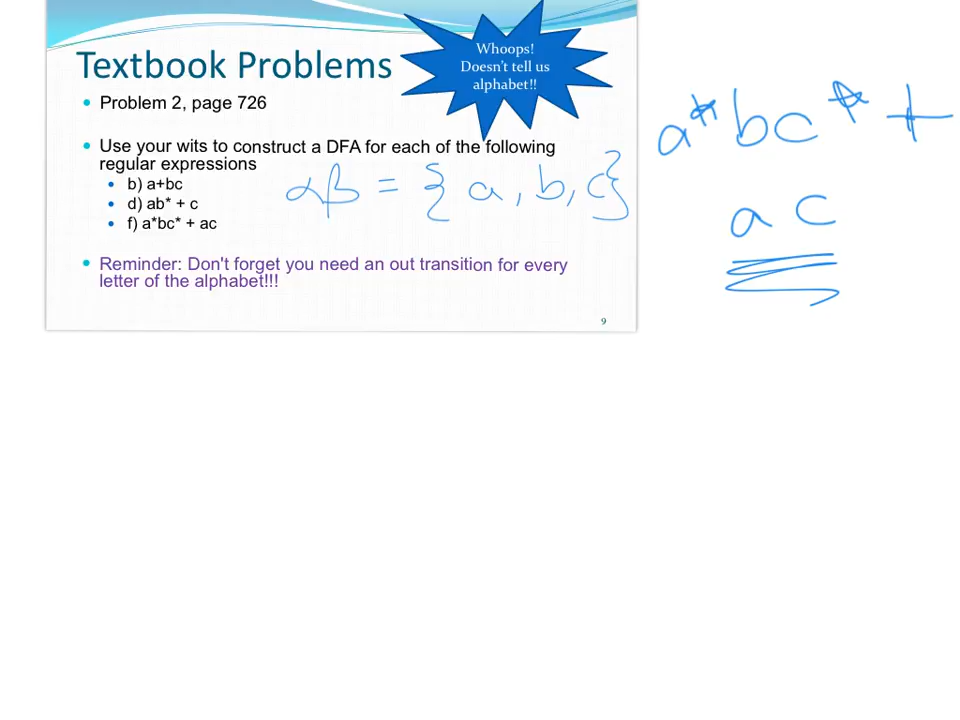 Textbook Problems
Whoops!
Doesn't tell us
alphabet!!
Problem 2, page 726
Use your wits to construct a DFA for each of the following
regular expressions
b) a+bc
d) ab* + c
f) a*bc* + ac
αβ = {a, b, c}
Reminder: Don't forget you need an out transition for every
letter of the alphabet!!!
9
a*bc* +
ac